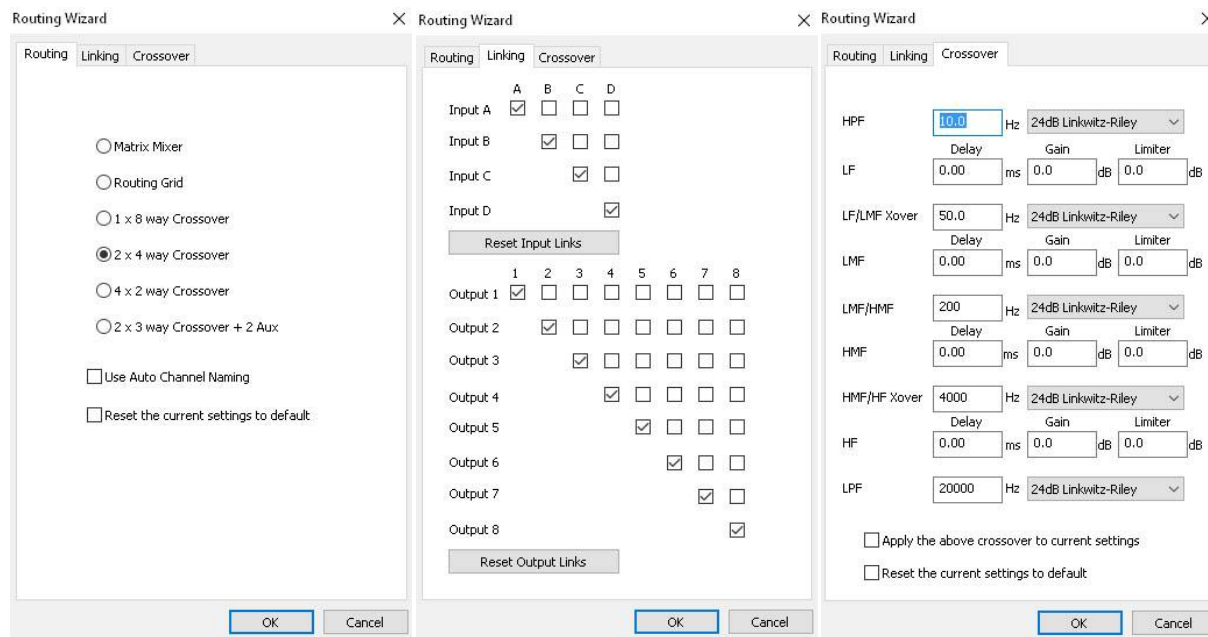 Routing Wizard
Routing Linking Crossover
Matrix Mixer
Routing Grid
1 x 8 way Crossover
2 x 4 way Crossover
4 x 2 way Crossover
2 x 3 way Crossover + 2 Aux
Use Auto Channel Naming
Reset the current settings to default
OK Cancel
Routing Wizard
Routing Linking Crossover
A B C D
Input A
Input B
Input C
Input D
Reset Input Links
1 2 3 4 5 6 7 8
Output 1
Output 2
Output 3
Output 4
Output 5
Output 6
Output 7
Output 8
Reset Output Links
OK Cancel
Routing Wizard
Routing Linking Crossover
HPF 10.0 Hz 24dB Linkwitz-Riley
Delay Gain Limiter
LF 0.00 ms 0.0 dB 0.0 dB
LF/LMF Xover 50.0 Hz 24dB Linkwitz-Riley
Delay Gain Limiter
LMF 0.00 ms 0.0 dB 0.0 dB
LMF/HMF 200 Hz 24dB Linkwitz-Riley
Delay Gain Limiter
HMF 0.00 ms 0.0 dB 0.0 dB
HMF/HF Xover 4000 Hz 24dB Linkwitz-Riley
Delay Gain Limiter
HF 0.00 ms 0.0 dB 0.0 dB
LPF 20000 Hz 24dB Linkwitz-Riley
Apply the above crossover to current settings
Reset the current settings to default
OK Cancel